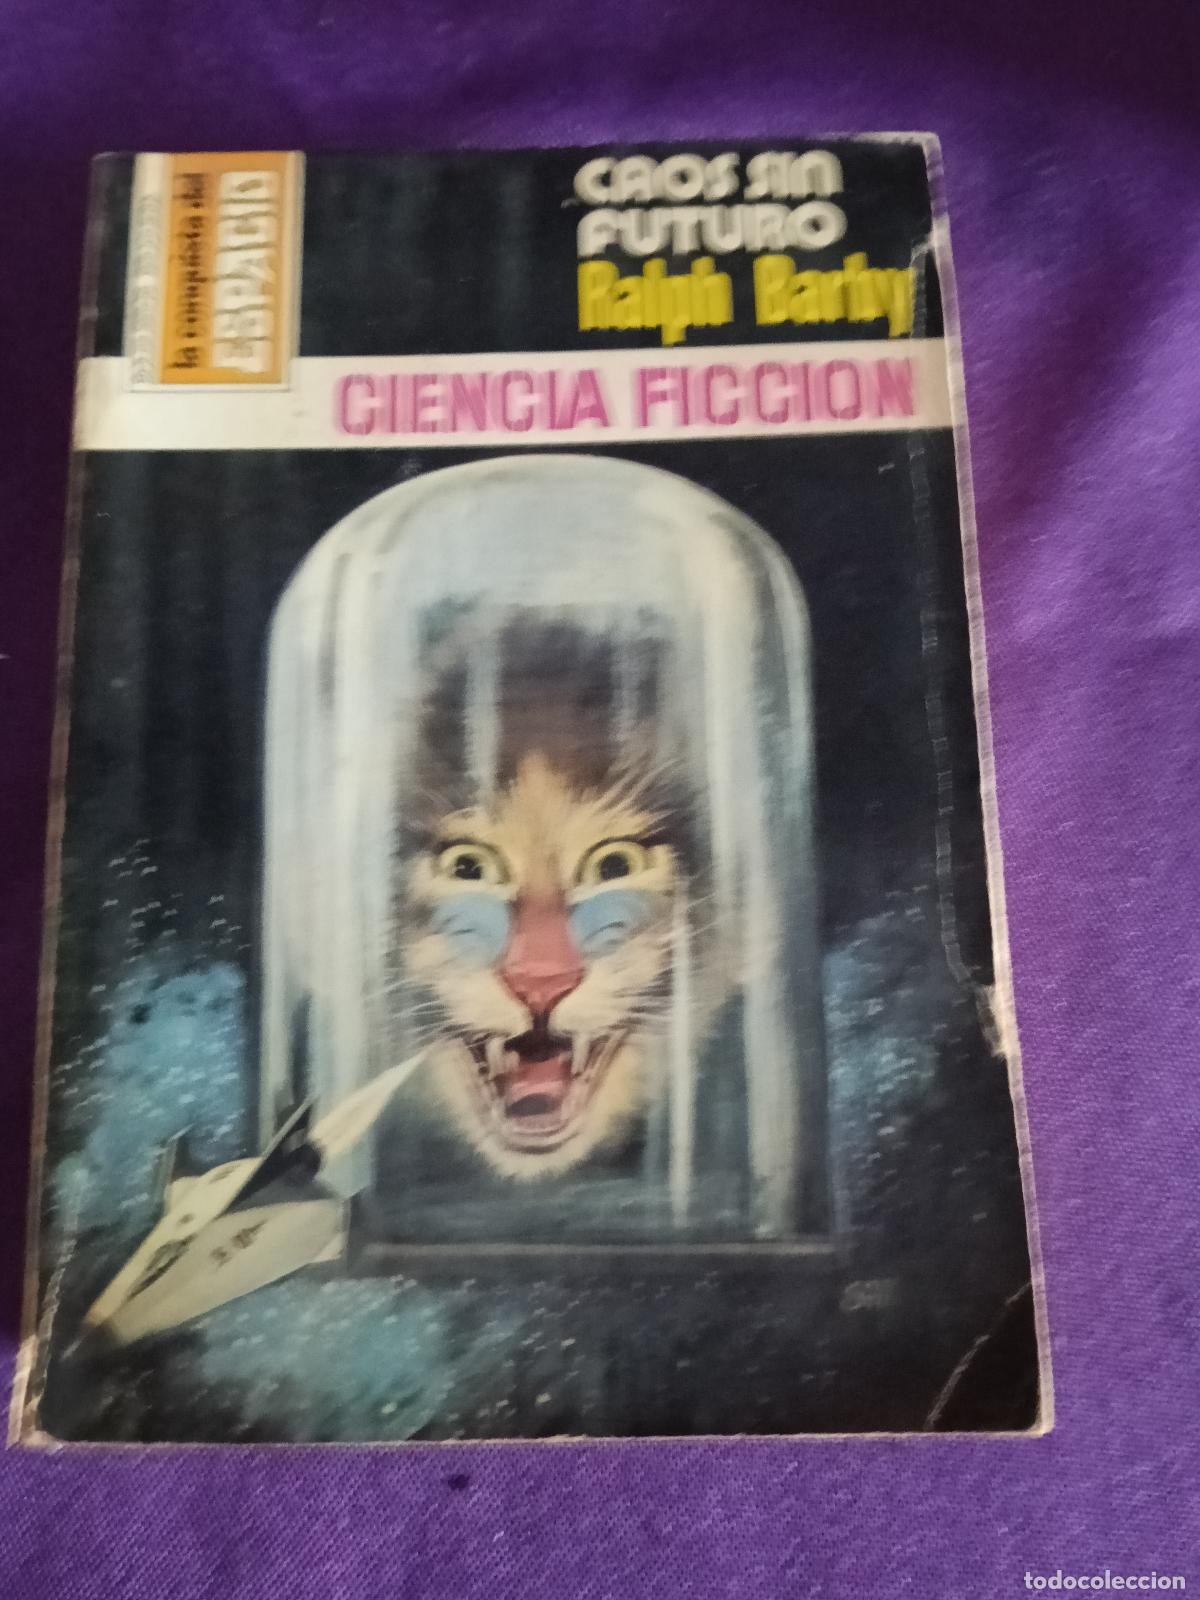 la conquista del
ESPACIO
CAOS SIN
FUTURO
Ralph Barby
CIENCIA FICCION
todocoleccion